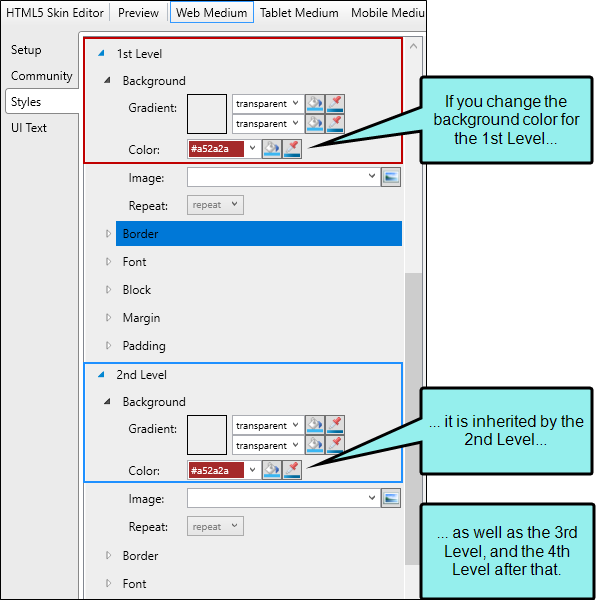 HTML5 Skin Editor Preview Web Medium Tablet Medium Mobile Mediu
Setup
Community
Styles
UI Text
1st Level
Background
Gradient: transparent
transparent
Color: #a52a2a
Image:
Repeat: repeat
Border
Font
Block
Margin
Padding
2nd Level
Background
Gradient: transparent
transparent
Color: #a52a2a
Image:
Repeat: repeat
Border
Font
If you change the
background color for
the 1st Level...
... it is inherited by the
2nd Level...
... as well as the 3rd
Level, and the 4th
Level after that.